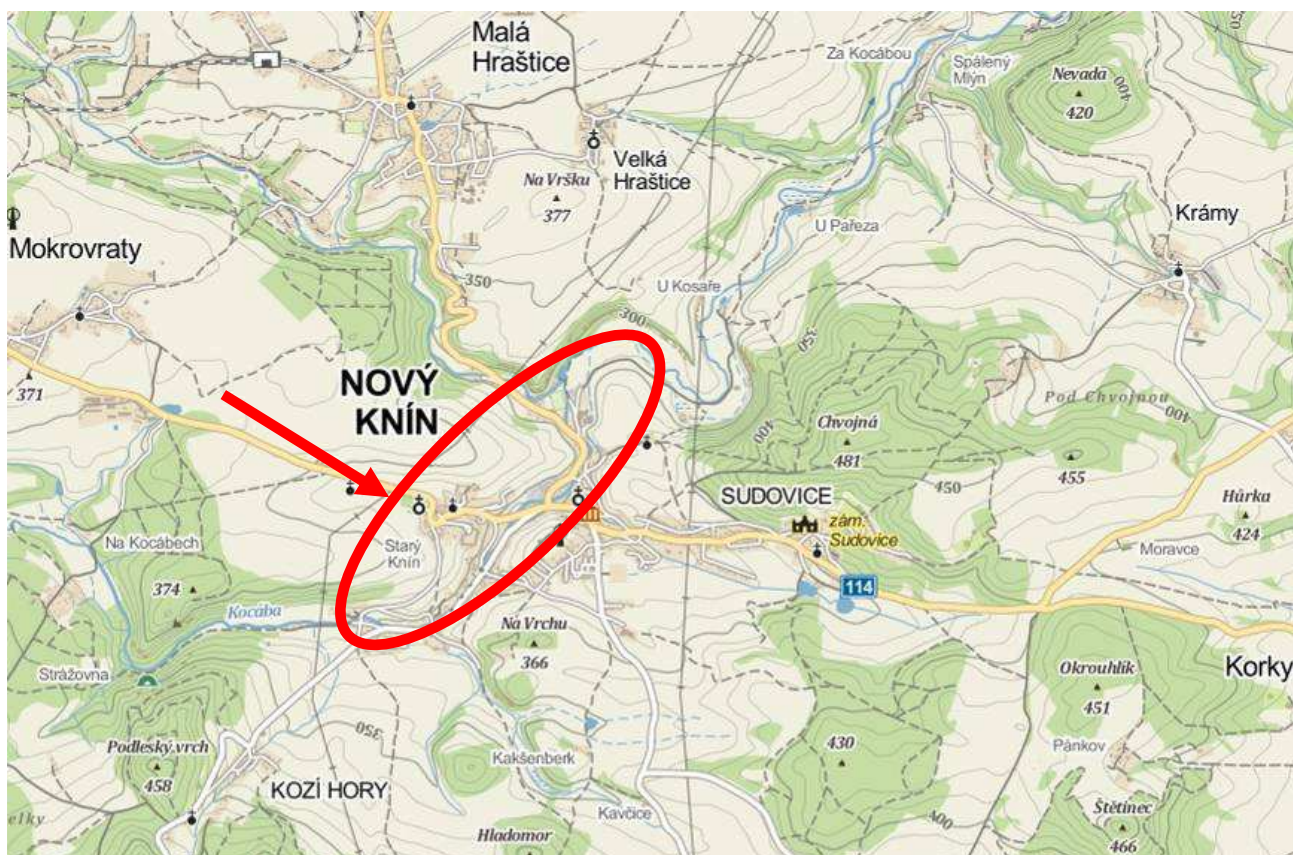 Malá
Hraštice
Za Kocábou
Spálený
Mlýn
Nevada
420
400
350
Velká
Hraštice
Na Vršku
377
Krámy
U Pařeza
Mokrovraty
U Kosaře
350
300
350
371
NOVÝ
KNÍN
Pod Chvojnou
400
400
Chvojná
481
455
450
SUDOVICE
Hůrka
424
zám.
Sudovice
Na Kocábech
Starý
Knín
Moravce
374
114
Kocába
Na Vrchu
366
Strážovna
Okrouhlík
451
Korky
350
430
Podleský vrch
458
Kakšenberk
Pánkov
KOZÍ HORY
Kavčice
Štětinec
466
400
elky
Hladomor